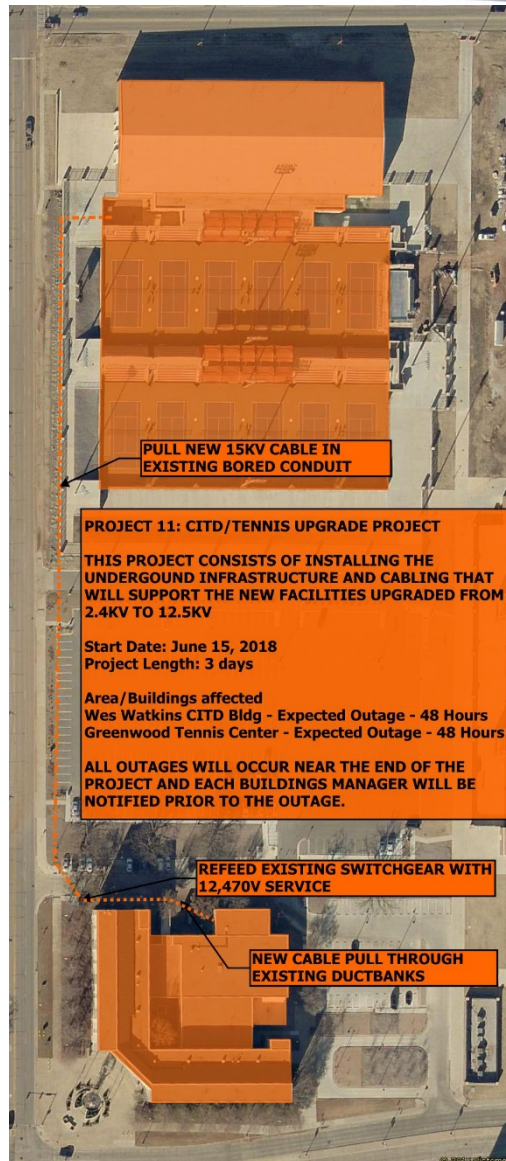 PULL NEW 15KV CABLE IN
EXISTING BORED CONDUIT
PROJECT 11: CITD/TENNIS UPGRADE PROJECT
THIS PROJECT CONSISTS OF INSTALLING THE
UNDERGOUND INFRASTRUCTURE AND CABLING THAT
WILL SUPPORT THE NEW FACILITIES UPGRADED FROM
2.4KV TO 12.5KV
Start Date: June 15, 2018
Project Length: 3 days
Area/Buildings affected
Wes Watkins CITD Bldg - Expected Outage - 48 Hours
Greenwood Tennis Center - Expected Outage - 48 Hours
ALL OUTAGES WILL OCCUR NEAR THE END OF THE
PROJECT AND EACH BUILDINGS MANAGER WILL BE
NOTIFIED PRIOR TO THE OUTAGE.
REFEED EXISTING SWITCHGEAR WITH
12,470V SERVICE
NEW CABLE PULL THROUGH
EXISTING DUCTBANKS